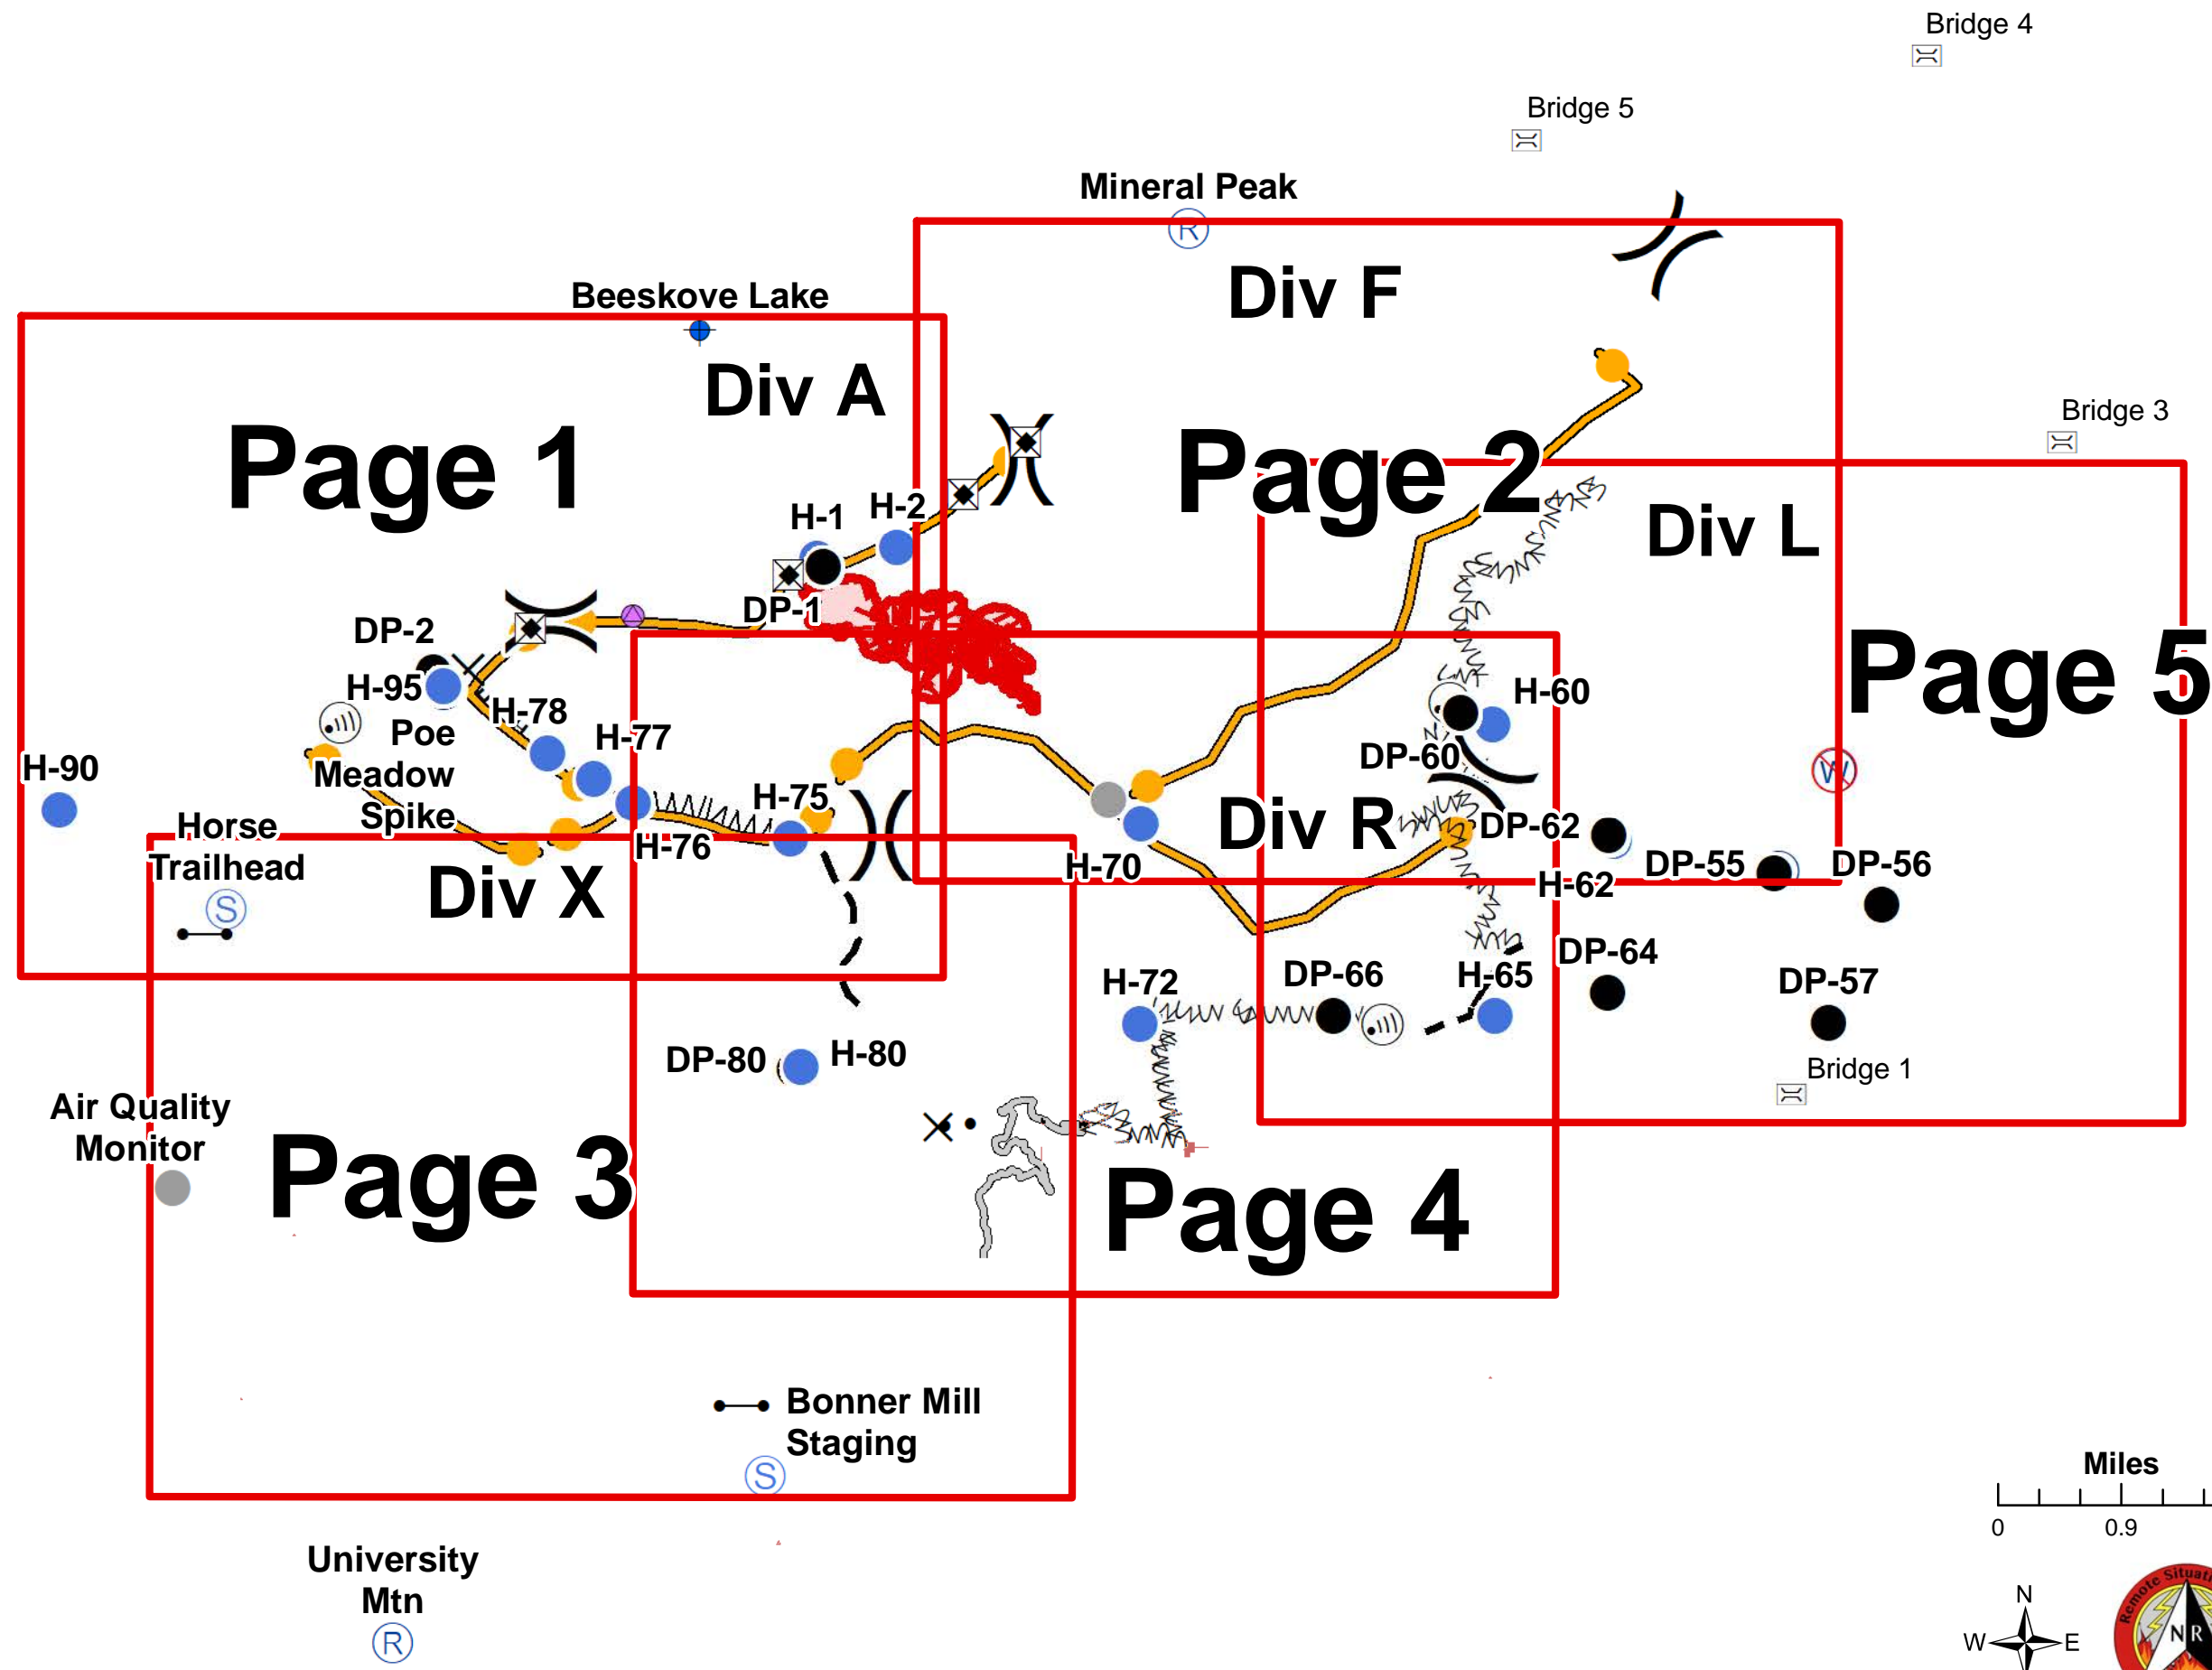 Bridge 4
Bridge 5
Mineral Peak
R
Div F
Beeskove Lake
Div A
Bridge 3
Page 1
Page 2
H-1
H-2
Div L
DP-1
DP-2
H-95
H-78
Poe
Meadow
Spike
H-77
H-60
Page 5
DP-60
W
H-90
H-75
Div R
DP-62
Horse
Trailhead
S
H-76
H-70
H-62
DP-55
DP-56
Div X
DP-64
H-72
DP-66
H-65
DP-57
DP-80
H-80
Bridge 1
Air Quality
Monitor
Page 3
Page 4
Bonner Mill
Staging
S
Miles
0
0.9
University
Mtn
R
N
W
E
Remote Situat
NR